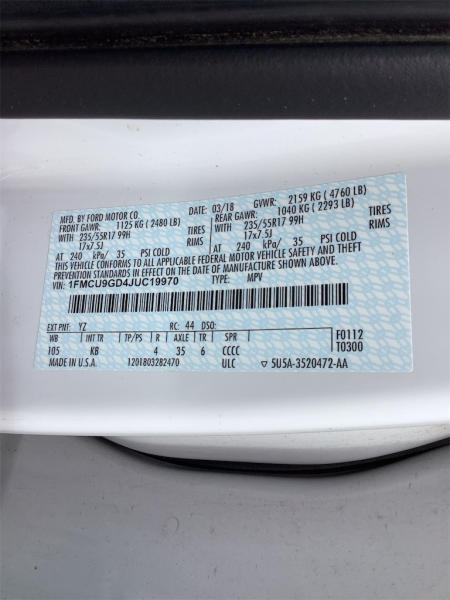 MFD. BY FORD MOTOR CO.
DATE: 03/18 GVWR: 2159 KG ( 4760 LB)
FRONT GAWR: 1125 KG ( 2480 LB) REAR GAWR: 1040 KG ( 2293 LB)
WITH 235/55R17 99H TIRES WITH 235/55R17 99H TIRES
17x7.5J RIMS 17x7.5J RIMS
AT 240 kPa/ 35 PSI COLD AT 240 kPa/ 35 PSI COLD
THIS VEHICLE CONFORMS TO ALL APPLICABLE FEDERAL MOTOR VEHICLE SAFETY AND THEFT
PREVENTION STANDARDS IN EFFECT ON THE DATE OF MANUFACTURE SHOWN ABOVE.
VIN: 1FMCU9GD4JUC19970 TYPE: MPV
EXT PNT: YZ RC: 44 DSO:
WB INT TR TP/PS R AXLE TR SPR F0112
105 KB 4 35 6 CCCC T0300
MADE IN U.S.A. 1201803282470 ULC 5U5A-3520472-AA